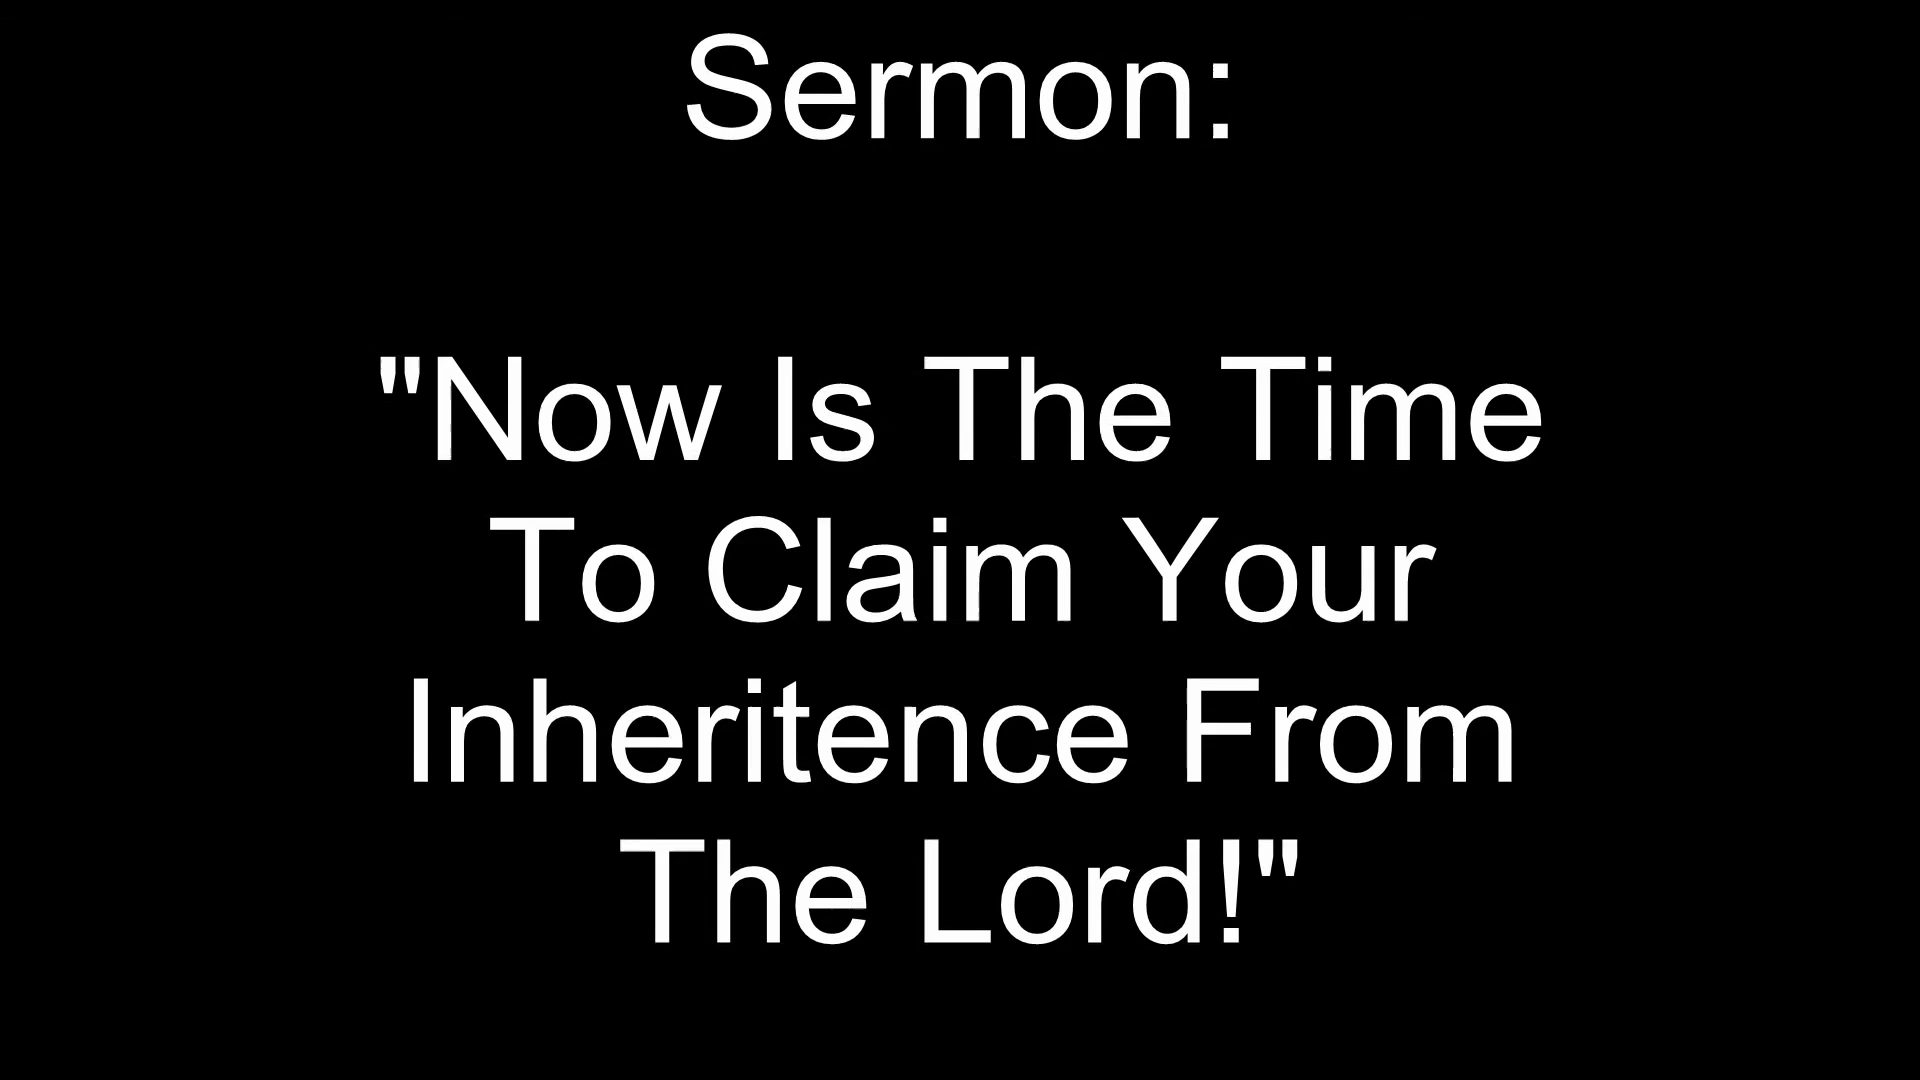 Sermon:
"Now Is The Time
To Claim Your
Inheritence From
The Lord!"